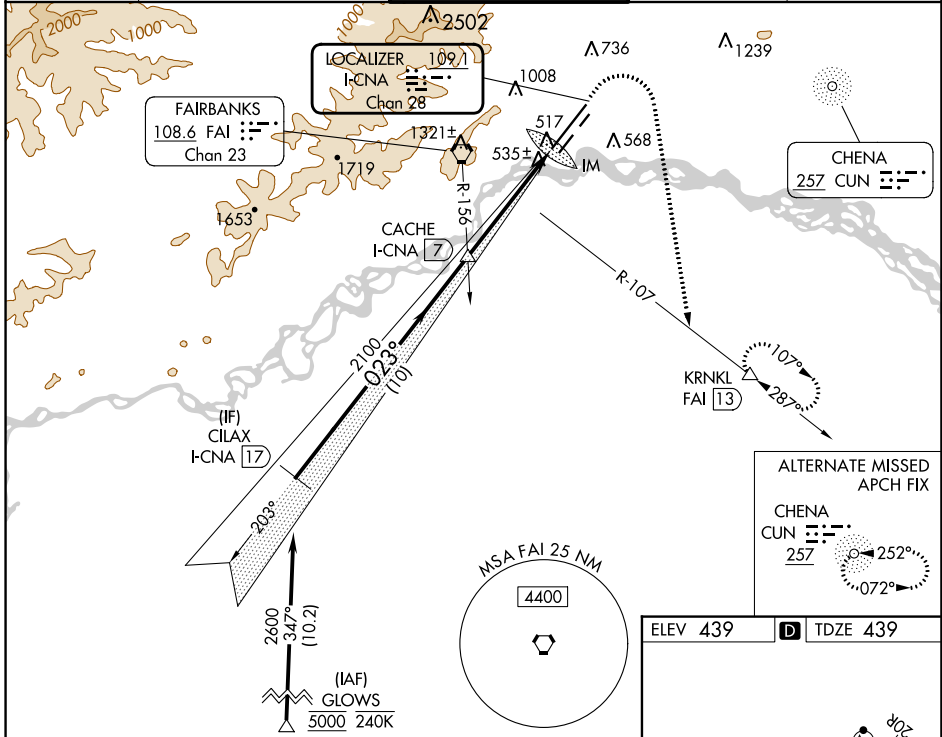 2000
1000
2502
1000
LOCALIZER 109.1
I-CNA
Chan 28
736
1239
1008
FAIRBANKS
108.6 FAI
Chan 23
1321±
517
535±
568
IM
CHENA
257 CUN
1719
1653
R-156
CACHE
I-CNA 7
R-107
2100
023°
(10)
KRNKL
FAI 13
107°
287°
(IF)
CILAX
I-CNA 17
203°
ALTERNATE MISSED
APCH FIX
CHENA
CUN
257
252°
072°
MSA FAI 25 NM
4400
2600
347°
(10.2)
(IAF)
GLOWS
5000 240K
ELEV 439 D TDZE 439
20R